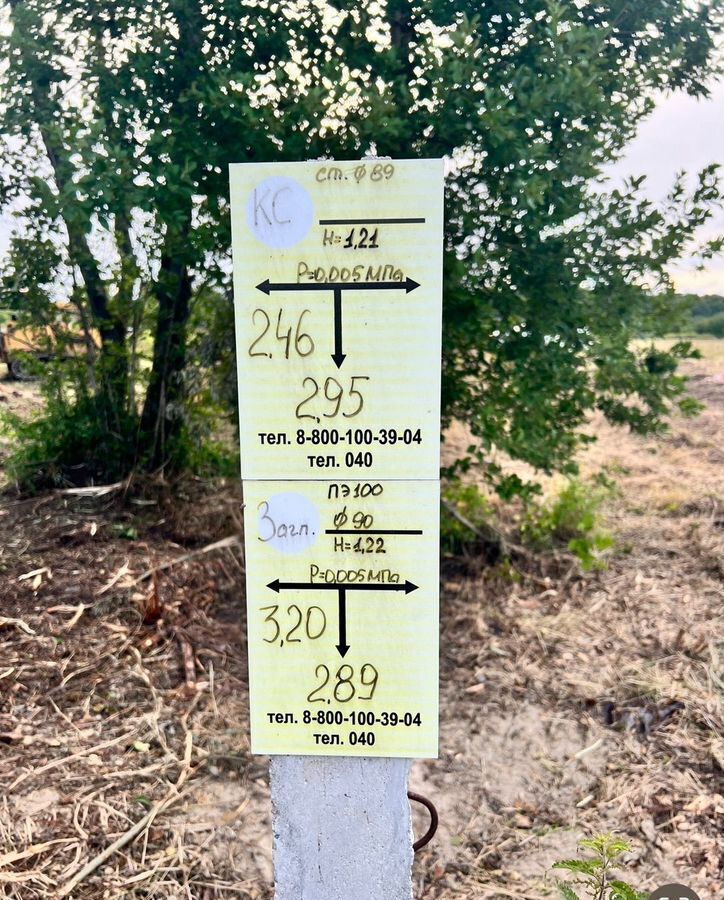 ст. ф 89
КС
H=1,21
P=0,005 МПа
2,46
2,95
тел. 8-800-100-39-04
тел. 040
ПЭ100
Загл. ф 90
H=1,22
P=0,005 МПа
3,20
2,89
тел. 8-800-100-39-04
тел. 040